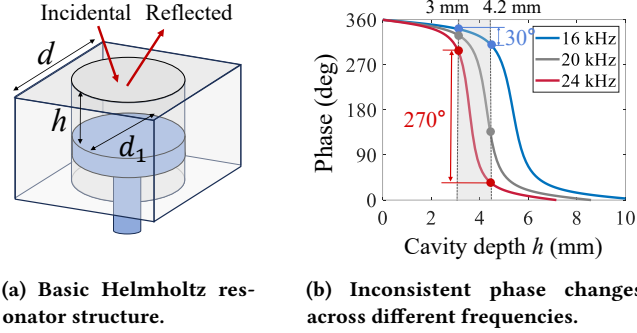 Incidental Reflected
d
h
d1
3 mm 4.2 mm
360
270
180
90
0
Phase (deg)
30°
270°
16 kHz
20 kHz
24 kHz
0 2 4 6 8 10
Cavity depth h (mm)
(a) Basic Helmholtz res-
onator structure.
(b) Inconsistent phase changes
across different frequencies.